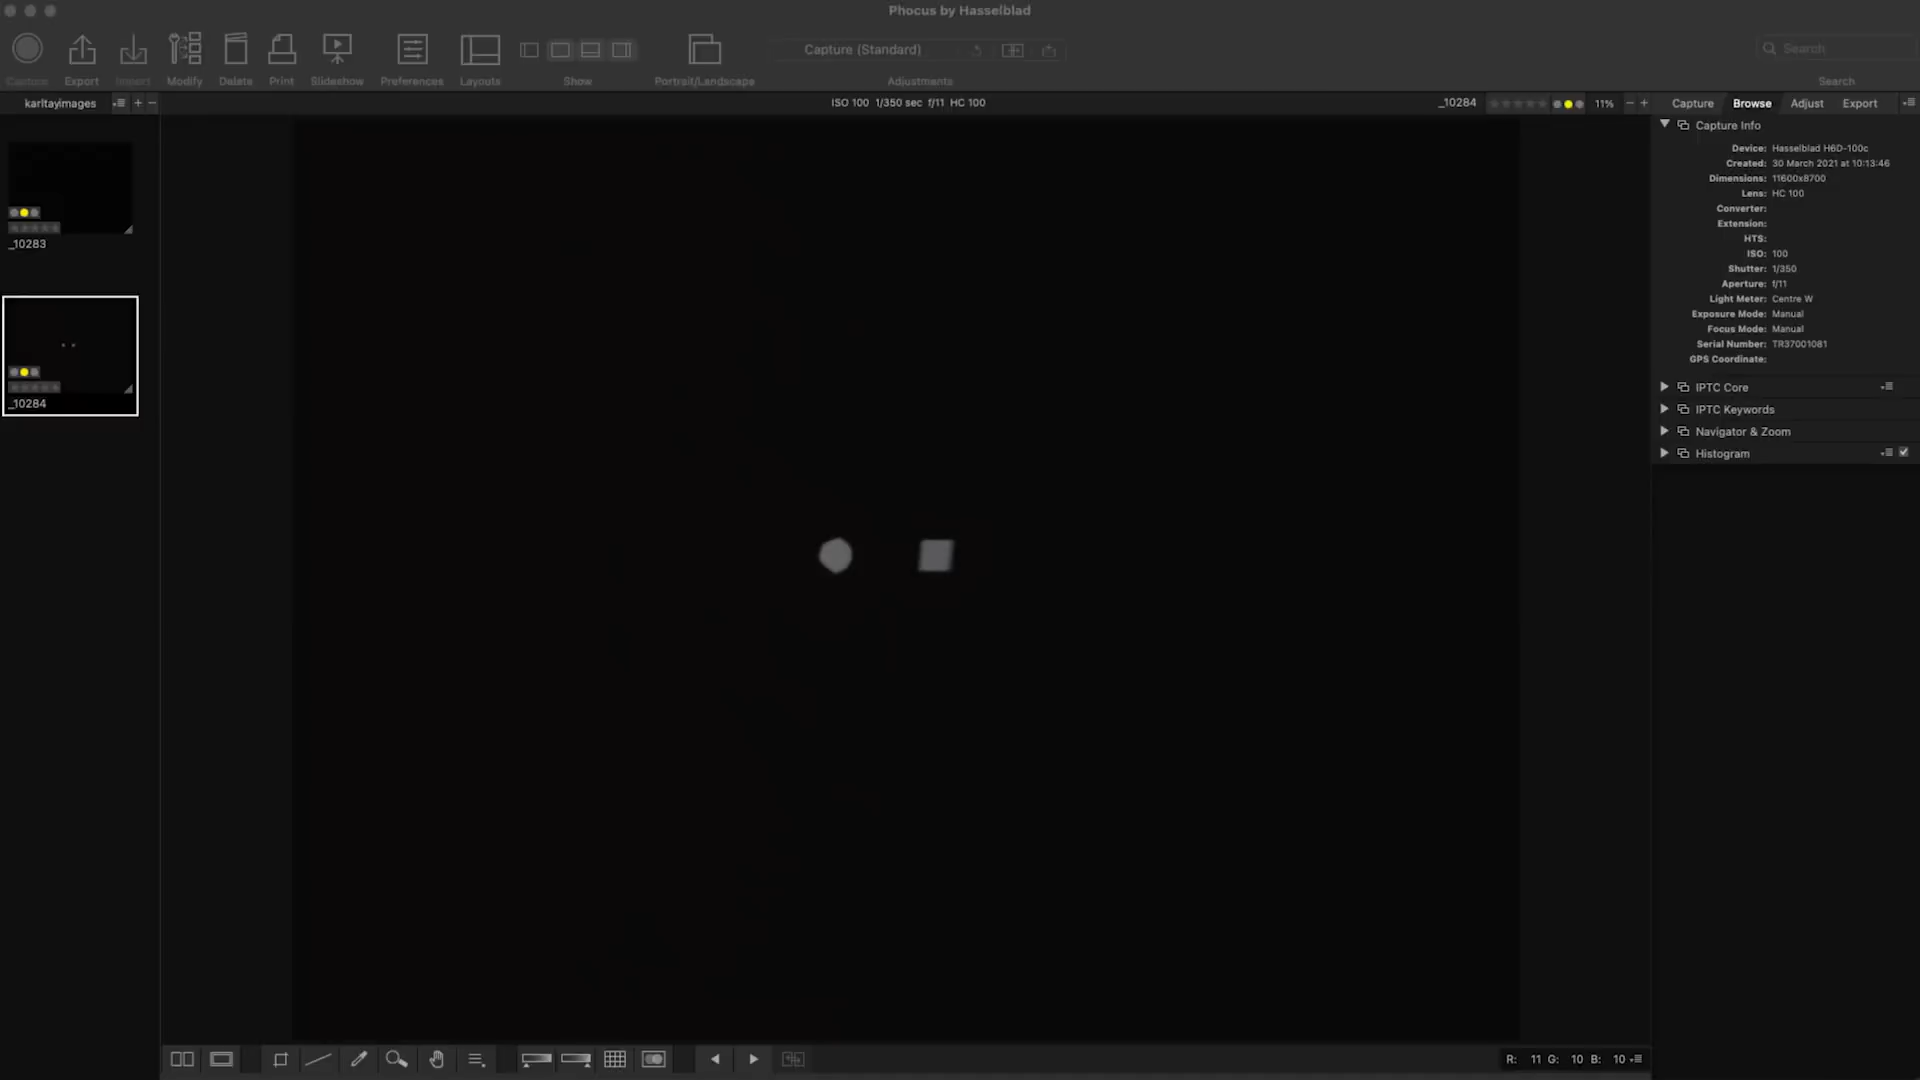 Phocus by Hasselblad
Capture (Standard)
Search
Capture Export Import Modify Delete Print Slideshow Preferences Layouts Show Portrait/Landscape Adjustments Search
karltayimages
ISO 100 1/350 sec f/11 HC 100
_10284
11%
Capture Browse Adjust Export
Capture Info
Device: Hasselblad H6D-100c
Created: 30 March 2021 at 10:13:46
Dimensions: 11600x8700
Lens: HC 100
Converter:
Extension:
HTS:
ISO: 100
Shutter: 1/350
Aperture: f/11
Light Meter: Centre W
Exposure Mode: Manual
Focus Mode: Manual
Serial Number: TR37001081
GPS Coordinate:
IPTC Core
IPTC Keywords
Navigator & Zoom
Histogram
_10283
_10284
R: 11 G: 10 B: 10